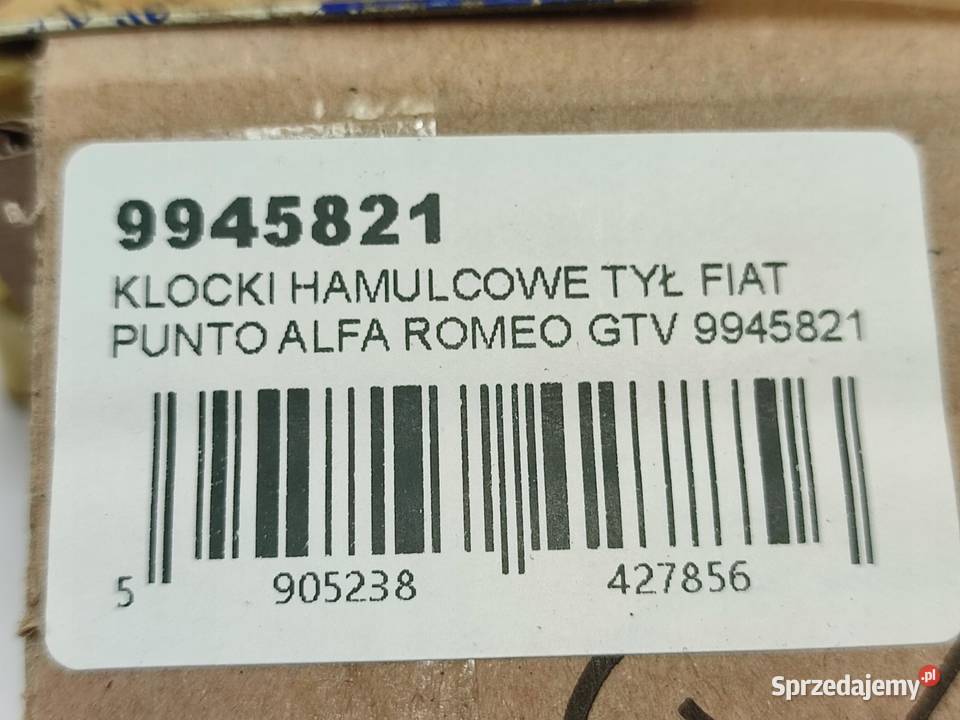 9945821
KLOCKI HAMULCOWE TYŁ FIAT
PUNTO ALFA ROMEO GTV 9945821
5 905238 427856
Sprzedajemy.pl